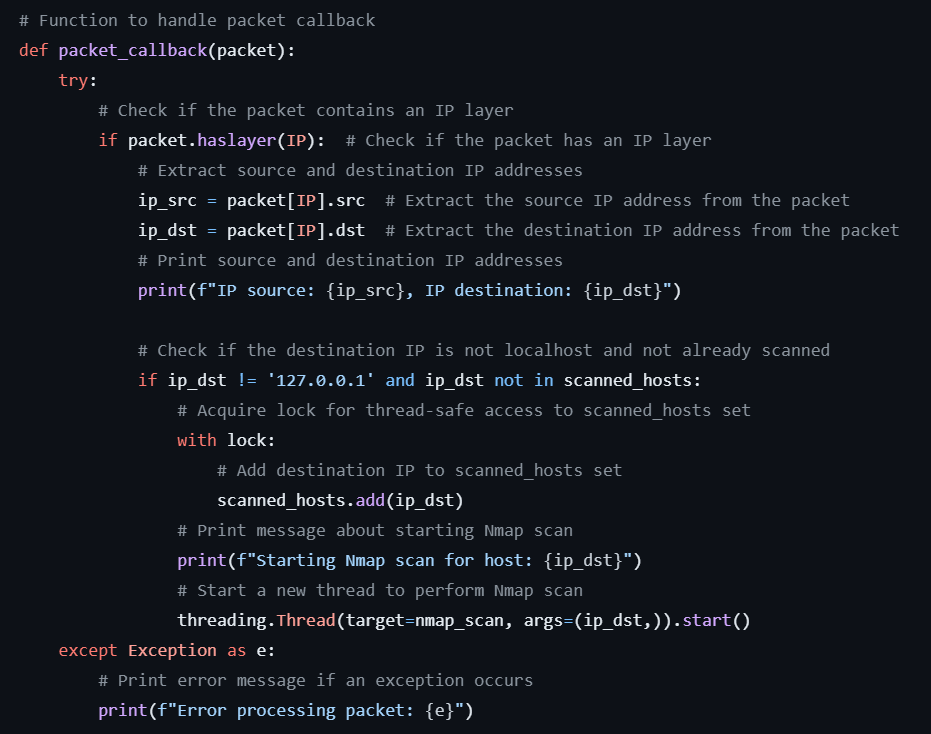 # Function to handle packet callback
def packet_callback(packet):
    try:
        # Check if the packet contains an IP layer
        if packet.haslayer(IP):  # Check if the packet has an IP layer
            # Extract source and destination IP addresses
            ip_src = packet[IP].src  # Extract the source IP address from the packet
            ip_dst = packet[IP].dst  # Extract the destination IP address from the packet
            # Print source and destination IP addresses
            print(f"IP source: {ip_src}, IP destination: {ip_dst}")

            # Check if the destination IP is not localhost and not already scanned
            if ip_dst != '127.0.0.1' and ip_dst not in scanned_hosts:
                # Acquire lock for thread-safe access to scanned_hosts set
                with lock:
                    # Add destination IP to scanned_hosts set
                    scanned_hosts.add(ip_dst)
                # Print message about starting Nmap scan
                print(f"Starting Nmap scan for host: {ip_dst}")
                # Start a new thread to perform Nmap scan
                threading.Thread(target=nmap_scan, args=(ip_dst,)).start()
    except Exception as e:
        # Print error message if an exception occurs
        print(f"Error processing packet: {e}")